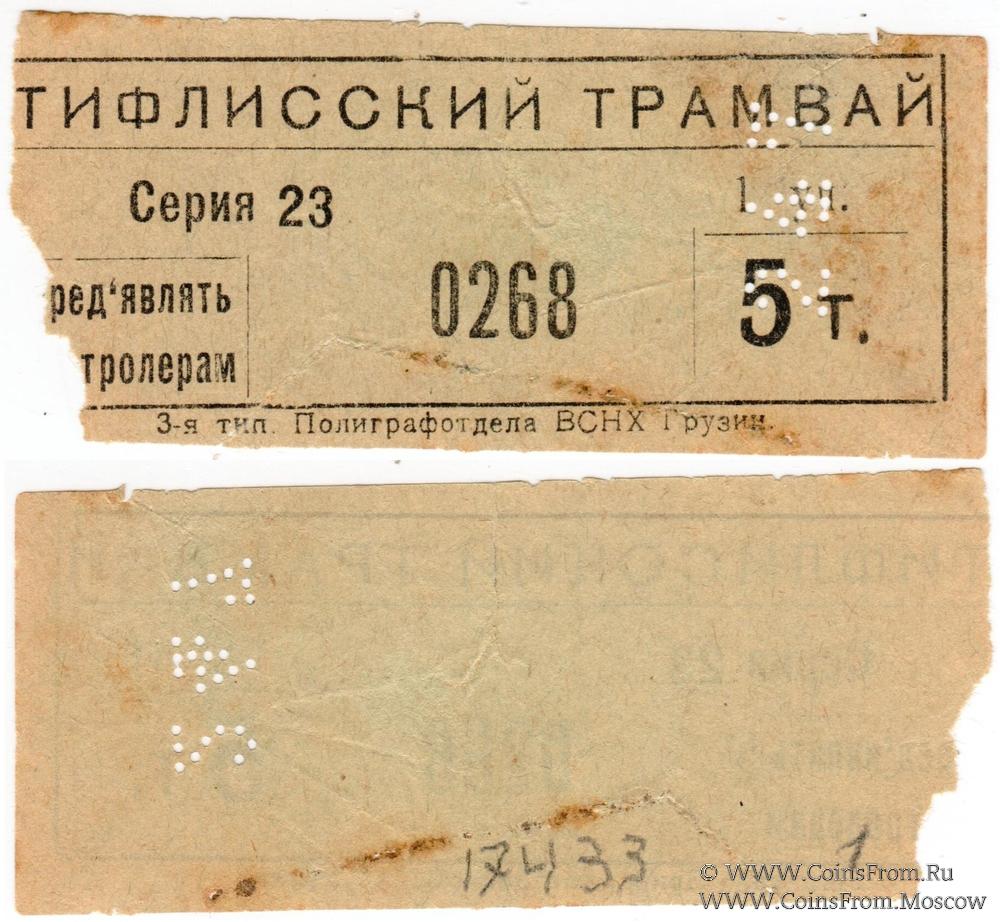 ТИФЛИССКИЙ ТРАМВАЙ
Серия 23
5 т.
0268
ред‘являть
тролерам
3-я тип. Полиграфотдела ВСНХ Грузии.
17433
1
© WWW.CoinsFrom.Ru
WWW.CoinsFrom.Moscow